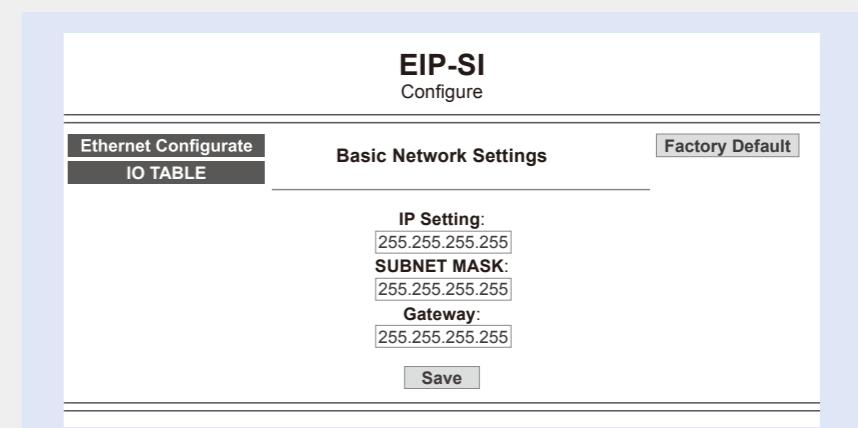 EIP-SI
Configure
Ethernet Configurate
IO TABLE
Basic Network Settings
Factory Default
IP Setting:
255.255.255.255
SUBNET MASK:
255.255.255.255
Gateway:
255.255.255.255
Save